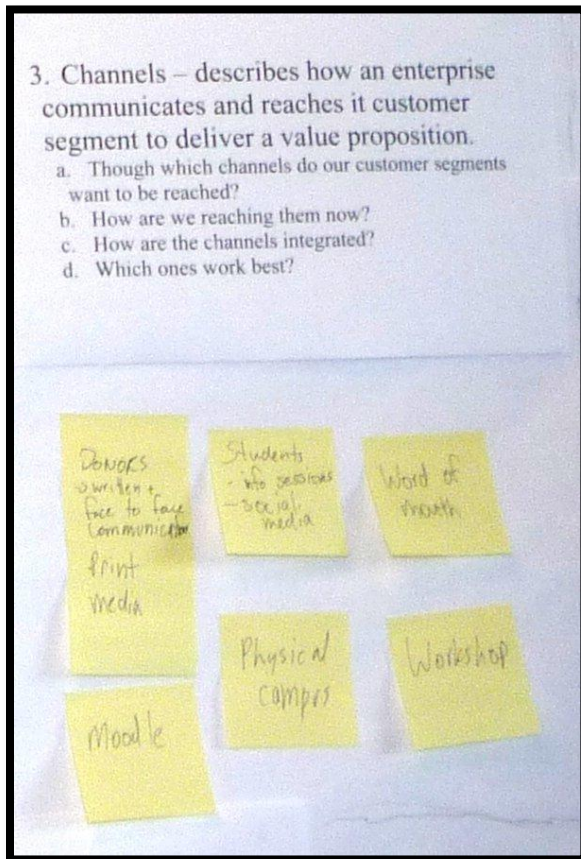 3. Channels – describes how an enterprise
communicates and reaches it customer
segment to deliver a value proposition.
a. Though which channels do our customer segments
want to be reached?
b. How are we reaching them now?
c. How are the channels integrated?
d. Which ones work best?
DONORS
written +
face to face
Communication
Print
media
Students
- info sessions
- social
media
Word of
mouth
Physical
campus
Workshop
Moodle